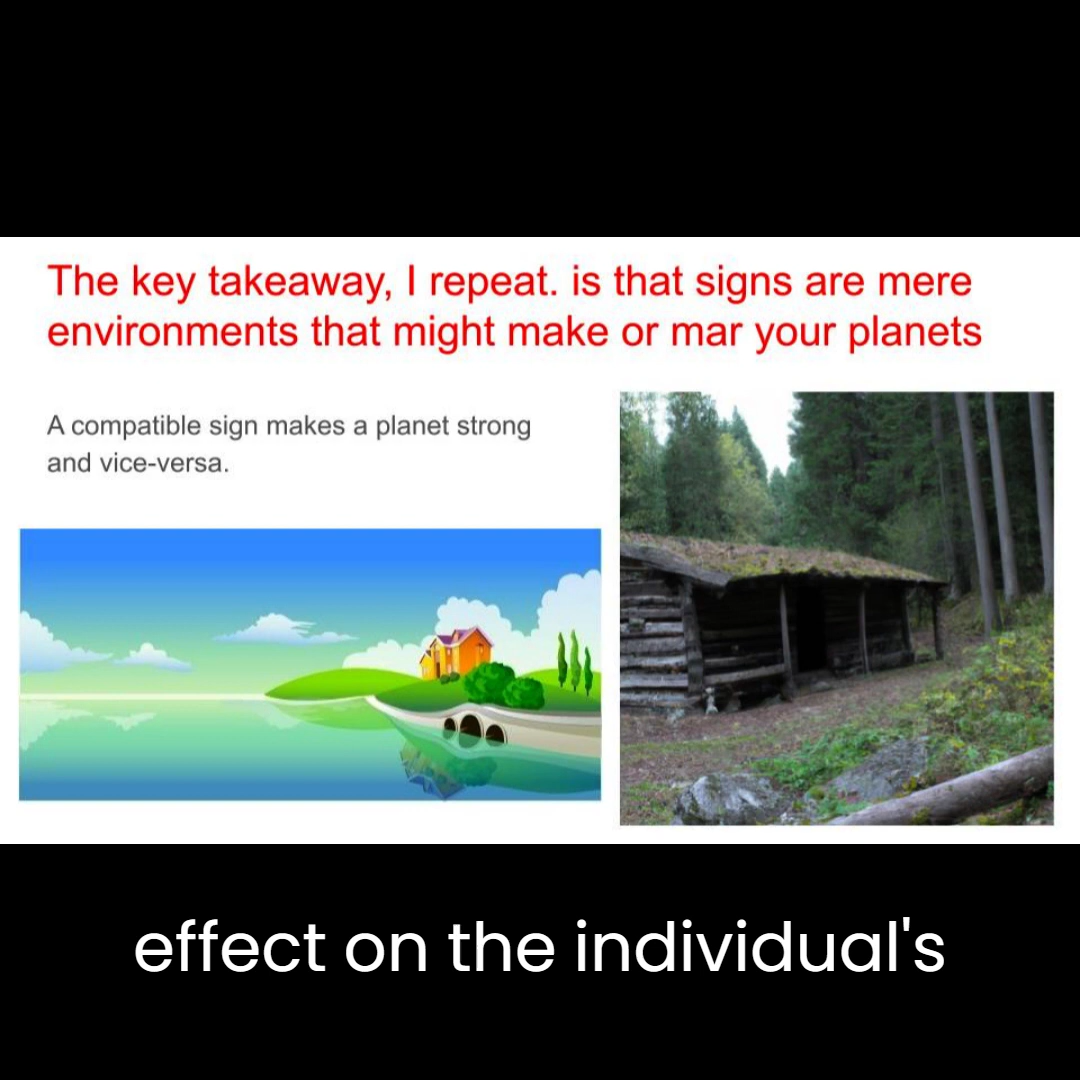 The key takeaway, I repeat. is that signs are mere
environments that might make or mar your planets
A compatible sign makes a planet strong
and vice-versa.
effect on the individual's